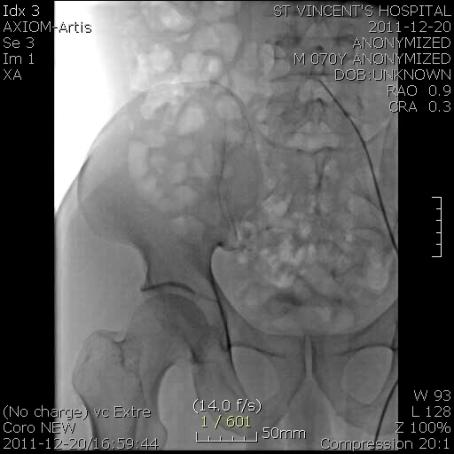 Idx 3
AXIOM-Artis
Se 3
Im 1
XA
ST VINCENT'S HOSPITAL
2011-12-20
ANONYMIZED
M 070Y ANONYMIZED
DOB:UNKNOWN
RAO 0.9
CRA 0.3
(14.0 f/s)
1 / 601
50mm
(No charge) vc Extre
Coro NEW
2011-12-20/16:59:44
W 93
L 128
Z 100%
Compression 20:1